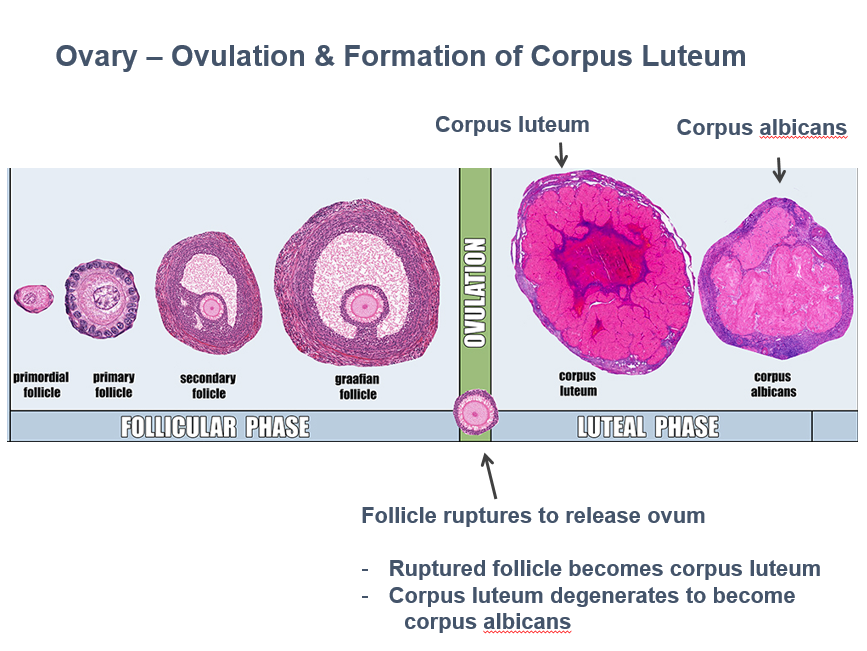 Ovary – Ovulation & Formation of Corpus Luteum
Corpus luteum
Corpus albicans
primordial
follicle
primary
follicle
secondary
folicle
graafian
follicle
OVULATION
corpus
luteum
corpus
albicans
FOLLICULAR PHASE
LUTEAL PHASE
Follicle ruptures to release ovum
- Ruptured follicle becomes corpus luteum
- Corpus luteum degenerates to become
corpus albicans